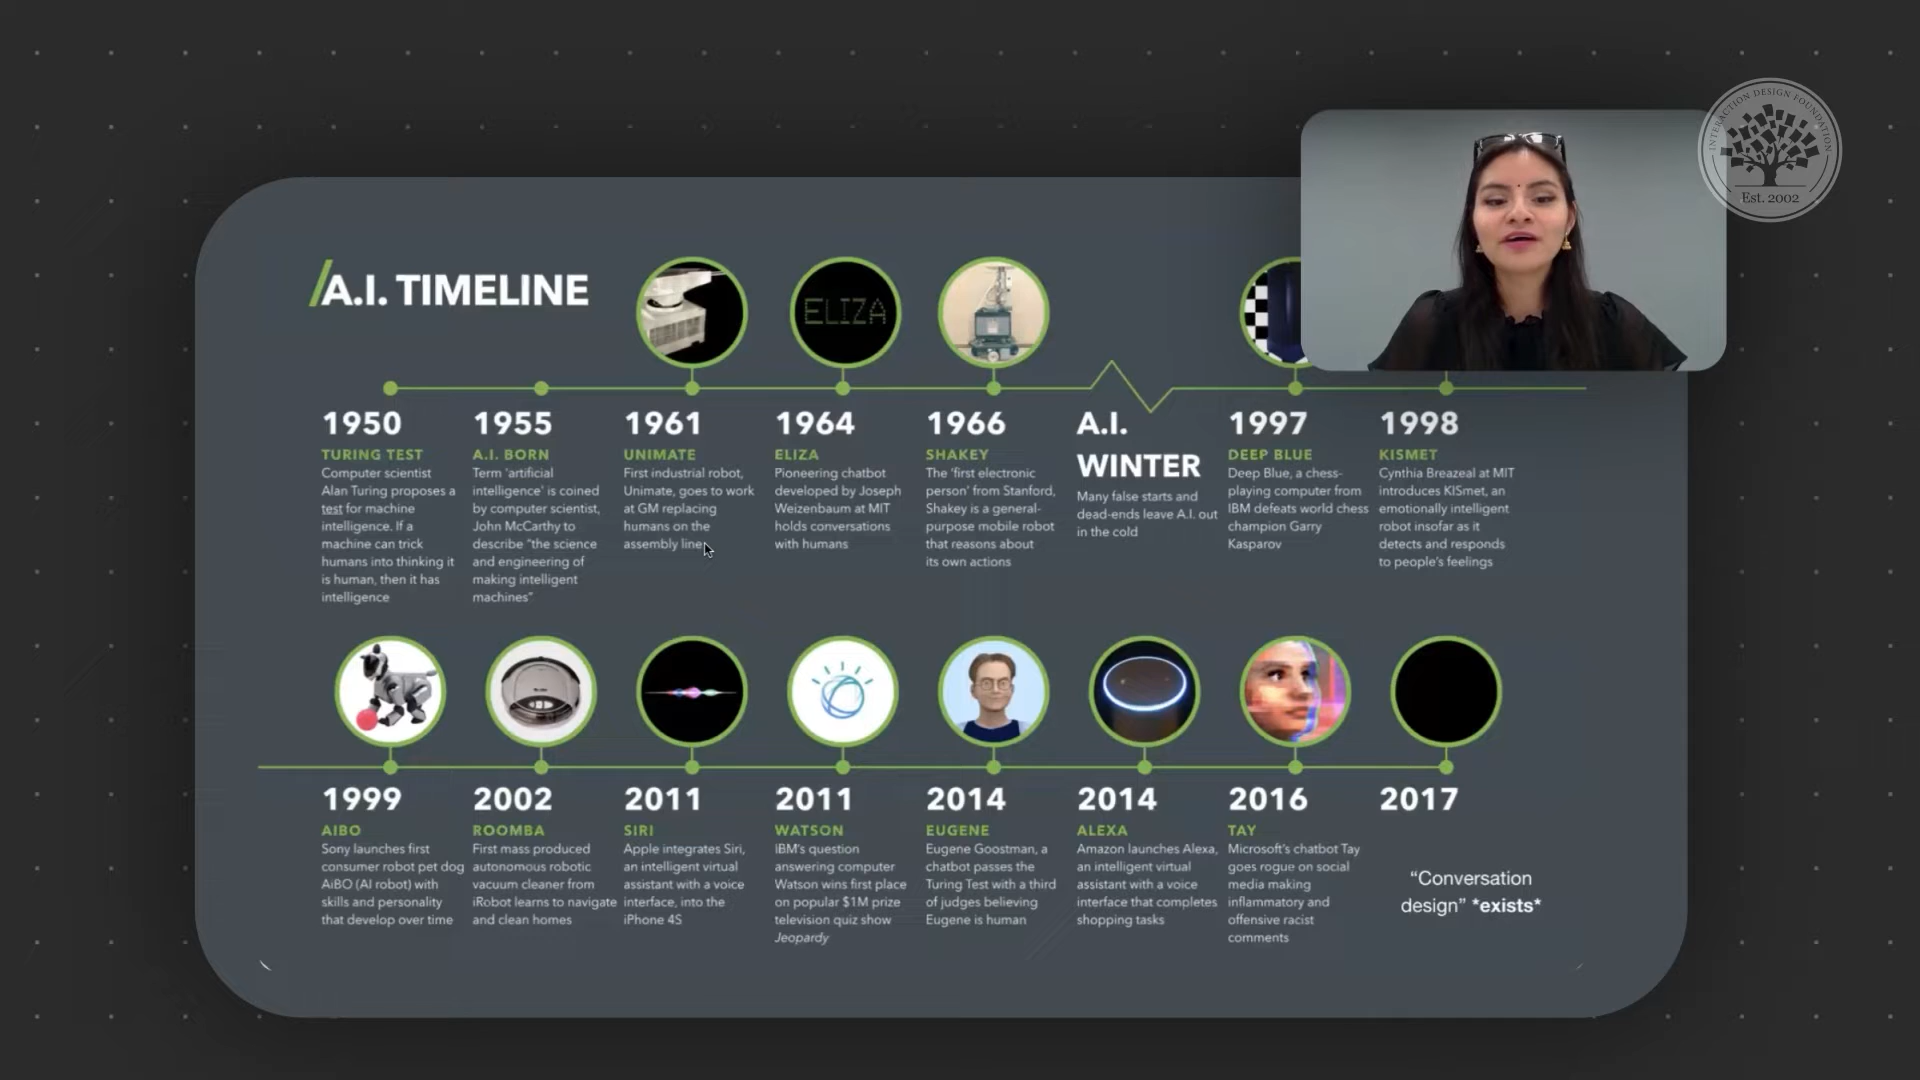 INTERACTION DESIGN FOUNDATION
Est. 2002
A.I. TIMELINE
ELIZA
1950
TURING TEST
Computer scientist
Alan Turing proposes a
test for machine
intelligence. If a
machine can trick
humans into thinking it
is human, then it has
intelligence
1955
A.I. BORN
Term 'artificial
intelligence' is coined
by computer scientist,
John McCarthy to
describe "the science
and engineering of
making intelligent
machines"
1961
UNIMATE
First industrial robot,
Unimate, goes to work
at GM replacing
humans on the
assembly line
1964
ELIZA
Pioneering chatbot
developed by Joseph
Weizenbaum at MIT
holds conversations
with humans
1966
SHAKEY
The 'first electronic
person' from Stanford,
Shakey is a general-
purpose mobile robot
that reasons about
its own actions
A.I.
WINTER
Many false starts and
dead-ends leave A.I. out
in the cold
1997
DEEP BLUE
Deep Blue, a chess-
playing computer from
IBM defeats world chess
champion Garry
Kasparov
1998
KISMET
Cynthia Breazeal at MIT
introduces KISmet, an
emotionally intelligent
robot insofar as it
detects and responds
to people's feelings
1999
AIBO
Sony launches first
consumer robot pet dog
AiBO (AI robot) with
skills and personality
that develop over time
2002
ROOMBA
First mass produced
autonomous robotic
vacuum cleaner from
iRobot learns to navigate
and clean homes
2011
SIRI
Apple integrates Siri,
an intelligent virtual
assistant with a voice
interface, into the
iPhone 4S
2011
WATSON
IBM's question
answering computer
Watson wins first place
on popular $1M prize
television quiz show
Jeopardy
2014
EUGENE
Eugene Goostman, a
chatbot passes the
Turing Test with a third
of judges believing
Eugene is human
2014
ALEXA
Amazon launches Alexa,
an intelligent virtual
assistant with a voice
interface that completes
shopping tasks
2016
TAY
Microsoft's chatbot Tay
goes rogue on social
media making
inflammatory and
offensive racist
comments
2017
"Conversation
design" *exists*